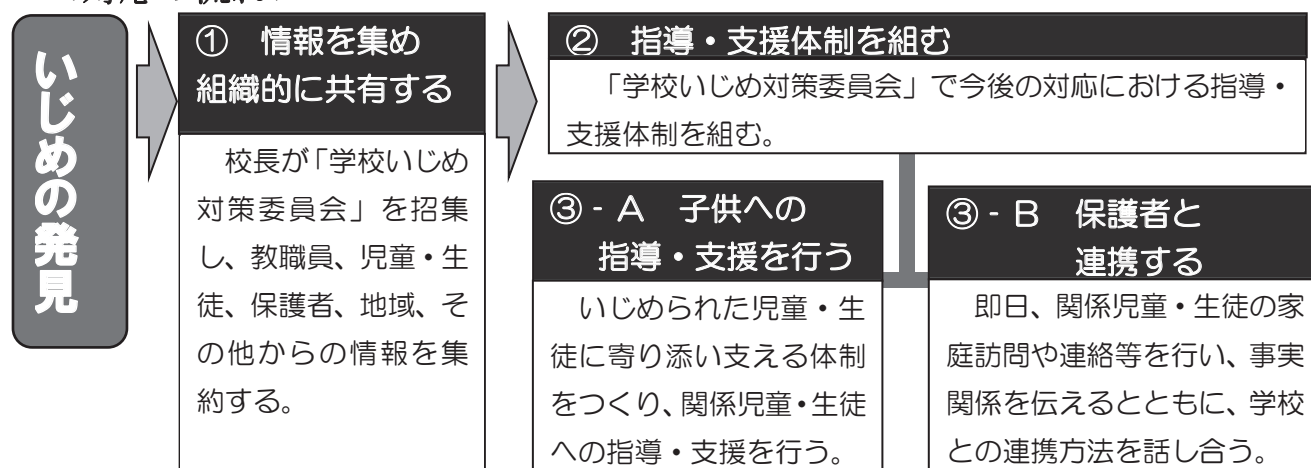 いじめの発見
① 情報を集め
組織的に共有する
校長が「学校いじめ
対策委員会」を招集
し、教職員、児童・生
徒、保護者、地域、そ
の他からの情報を集
約する。
② 指導・支援体制を組む
「学校いじめ対策委員会」で今後の対応における指導・
支援体制を組む。
③‐A 子供への
指導・支援を行う
いじめられた児童・生
徒に寄り添い支える体制
をつくり、関係児童・生徒
への指導・支援を行う。
③‐B 保護者と
連携する
即日、関係児童・生徒の家
庭訪問や連絡等を行い、事実
関係を伝えるとともに、学校
との連携方法を話し合う。